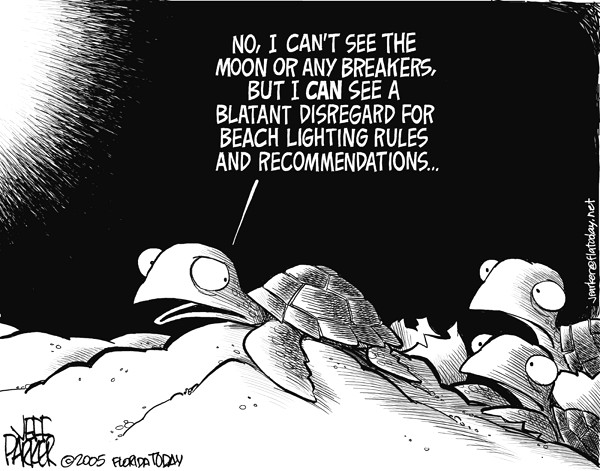 NO, I CAN'T SEE THE
MOON OR ANY BREAKERS,
BUT I CAN SEE A
BLATANT DISREGARD FOR
BEACH LIGHTING RULES
AND RECOMMENDATIONS...
jparker@flatoday.net
JEFF
PARKER
©2005 FLORIDA TODAY